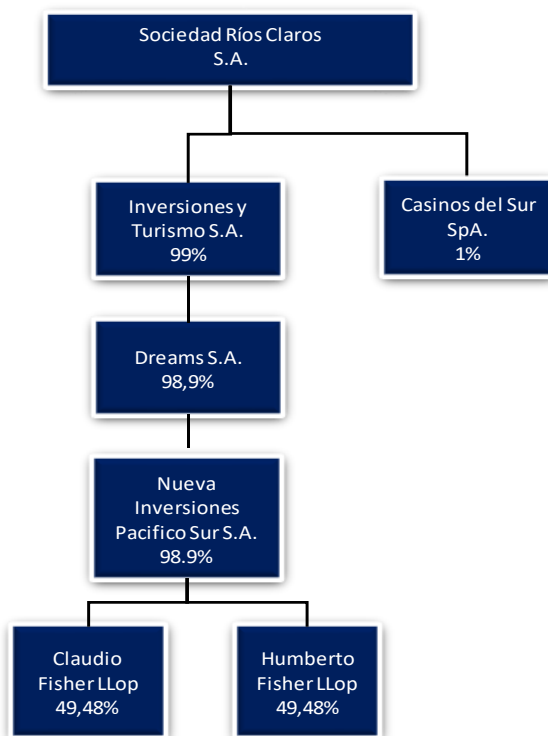 Sociedad Ríos Claros
S.A.
Inversiones y
Turismo S.A.
99%
Casinos del Sur
SpA.
1%
Dreams S.A.
98,9%
Nueva
Inversiones
Pacifico Sur S.A.
98.9%
Claudio
Fisher LLop
49,48%
Humberto
Fisher LLop
49,48%